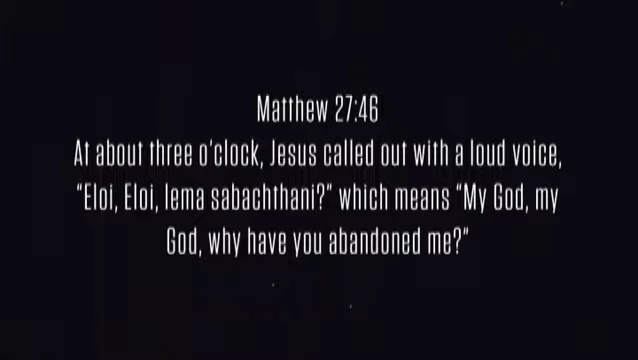 Matthew 27:46
At about three o'clock, Jesus called out with a loud voice,
"Eloi, Eloi, lema sabachthani?" which means "My God, my
God, why have you abandoned me?"